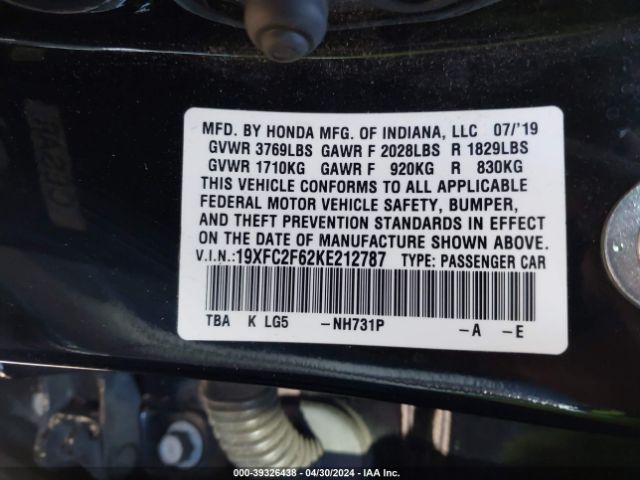 MFD. BY HONDA MFG. OF INDIANA, LLC 07/'19
GVWR 3769LBS GAWR F 2028LBS R 1829LBS
GVWR 1710KG GAWR F 920KG R 830KG
THIS VEHICLE CONFORMS TO ALL APPLICABLE
FEDERAL MOTOR VEHICLE SAFETY, BUMPER,
AND THEFT PREVENTION STANDARDS IN EFFECT
ON THE DATE OF MANUFACTURE SHOWN ABOVE.
V.I.N.:19XFC2F62KE212787 TYPE: PASSENGER CAR
TBA K LG5 -NH731P -A -E
000-39326438 - 04/30/2024 - IAA Inc.